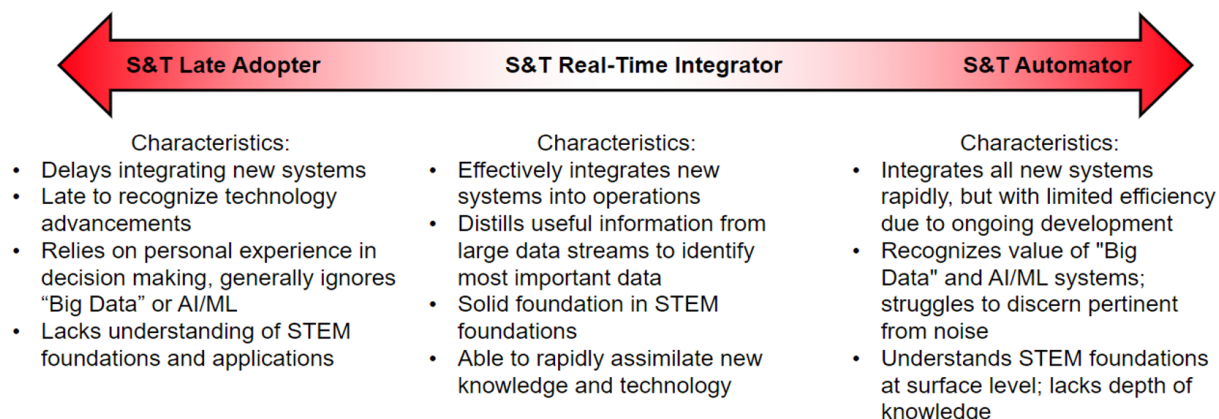 S&T Late Adopter
S&T Real-Time Integrator
S&T Automator
Characteristics:
• Delays integrating new systems
• Late to recognize technology
advancements
• Relies on personal experience in
decision making, generally ignores
“Big Data” or AI/ML
• Lacks understanding of STEM
foundations and applications
Characteristics:
• Effectively integrates new
systems into operations
• Distills useful information from
large data streams to identify
most important data
• Solid foundation in STEM
foundations
• Able to rapidly assimilate new
knowledge and technology
Characteristics:
• Integrates all new systems
rapidly, but with limited efficiency
due to ongoing development
• Recognizes value of "Big
Data" and AI/ML systems;
struggles to discern pertinent
from noise
• Understands STEM foundations
at surface level; lacks depth of
knowledge